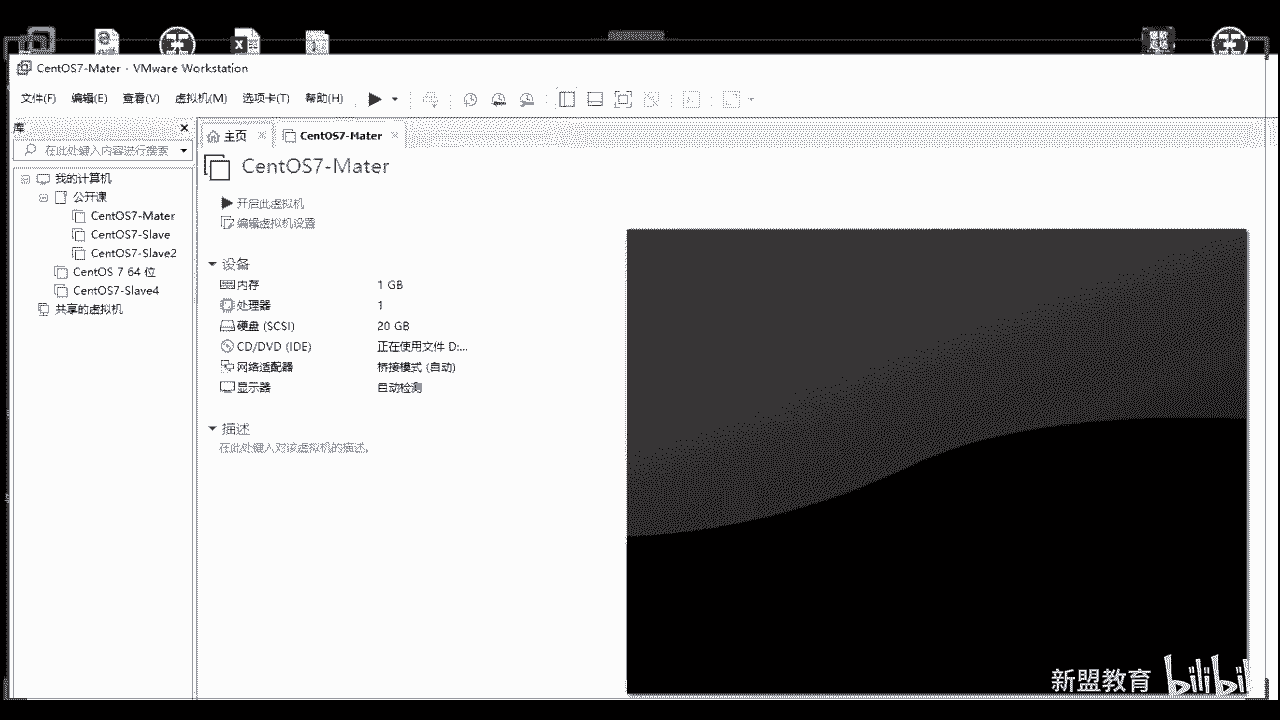 CentOS7-Mater - VMware Workstation
文件(F) 编辑(E) 查看(V) 虚拟机(M) 选项卡(T) 帮助(H)
库
在此处键入内容进行搜索
我的计算机
公开课
CentOS7-Mater
CentOS7-Slave
CentOS7-Slave2
CentOS 7 64 位
CentOS7-Slave4
共享的虚拟机
主页 CentOS7-Mater
CentOS7-Mater
开启此虚拟机
编辑虚拟机设置
设备
内存 1 GB
处理器 1
硬盘 (SCSI) 20 GB
CD/DVD (IDE) 正在使用文件 D:...
网络适配器 桥接模式 (自动)
显示器 自动检测
描述
在此处键入对该虚拟机的描述。
新盟教育 bilibili